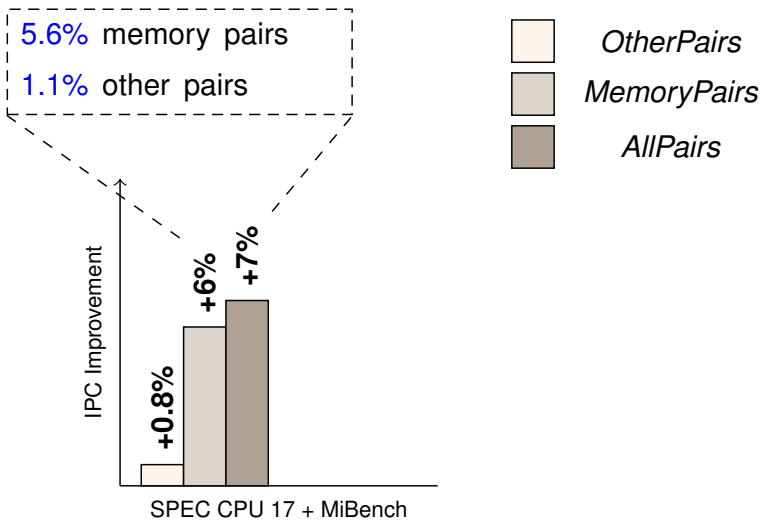 5.6% memory pairs
1.1% other pairs
OtherPairs
MemoryPairs
AllPairs
IPC Improvement
+0.8%
+6%
+7%
SPEC CPU 17 + MiBench